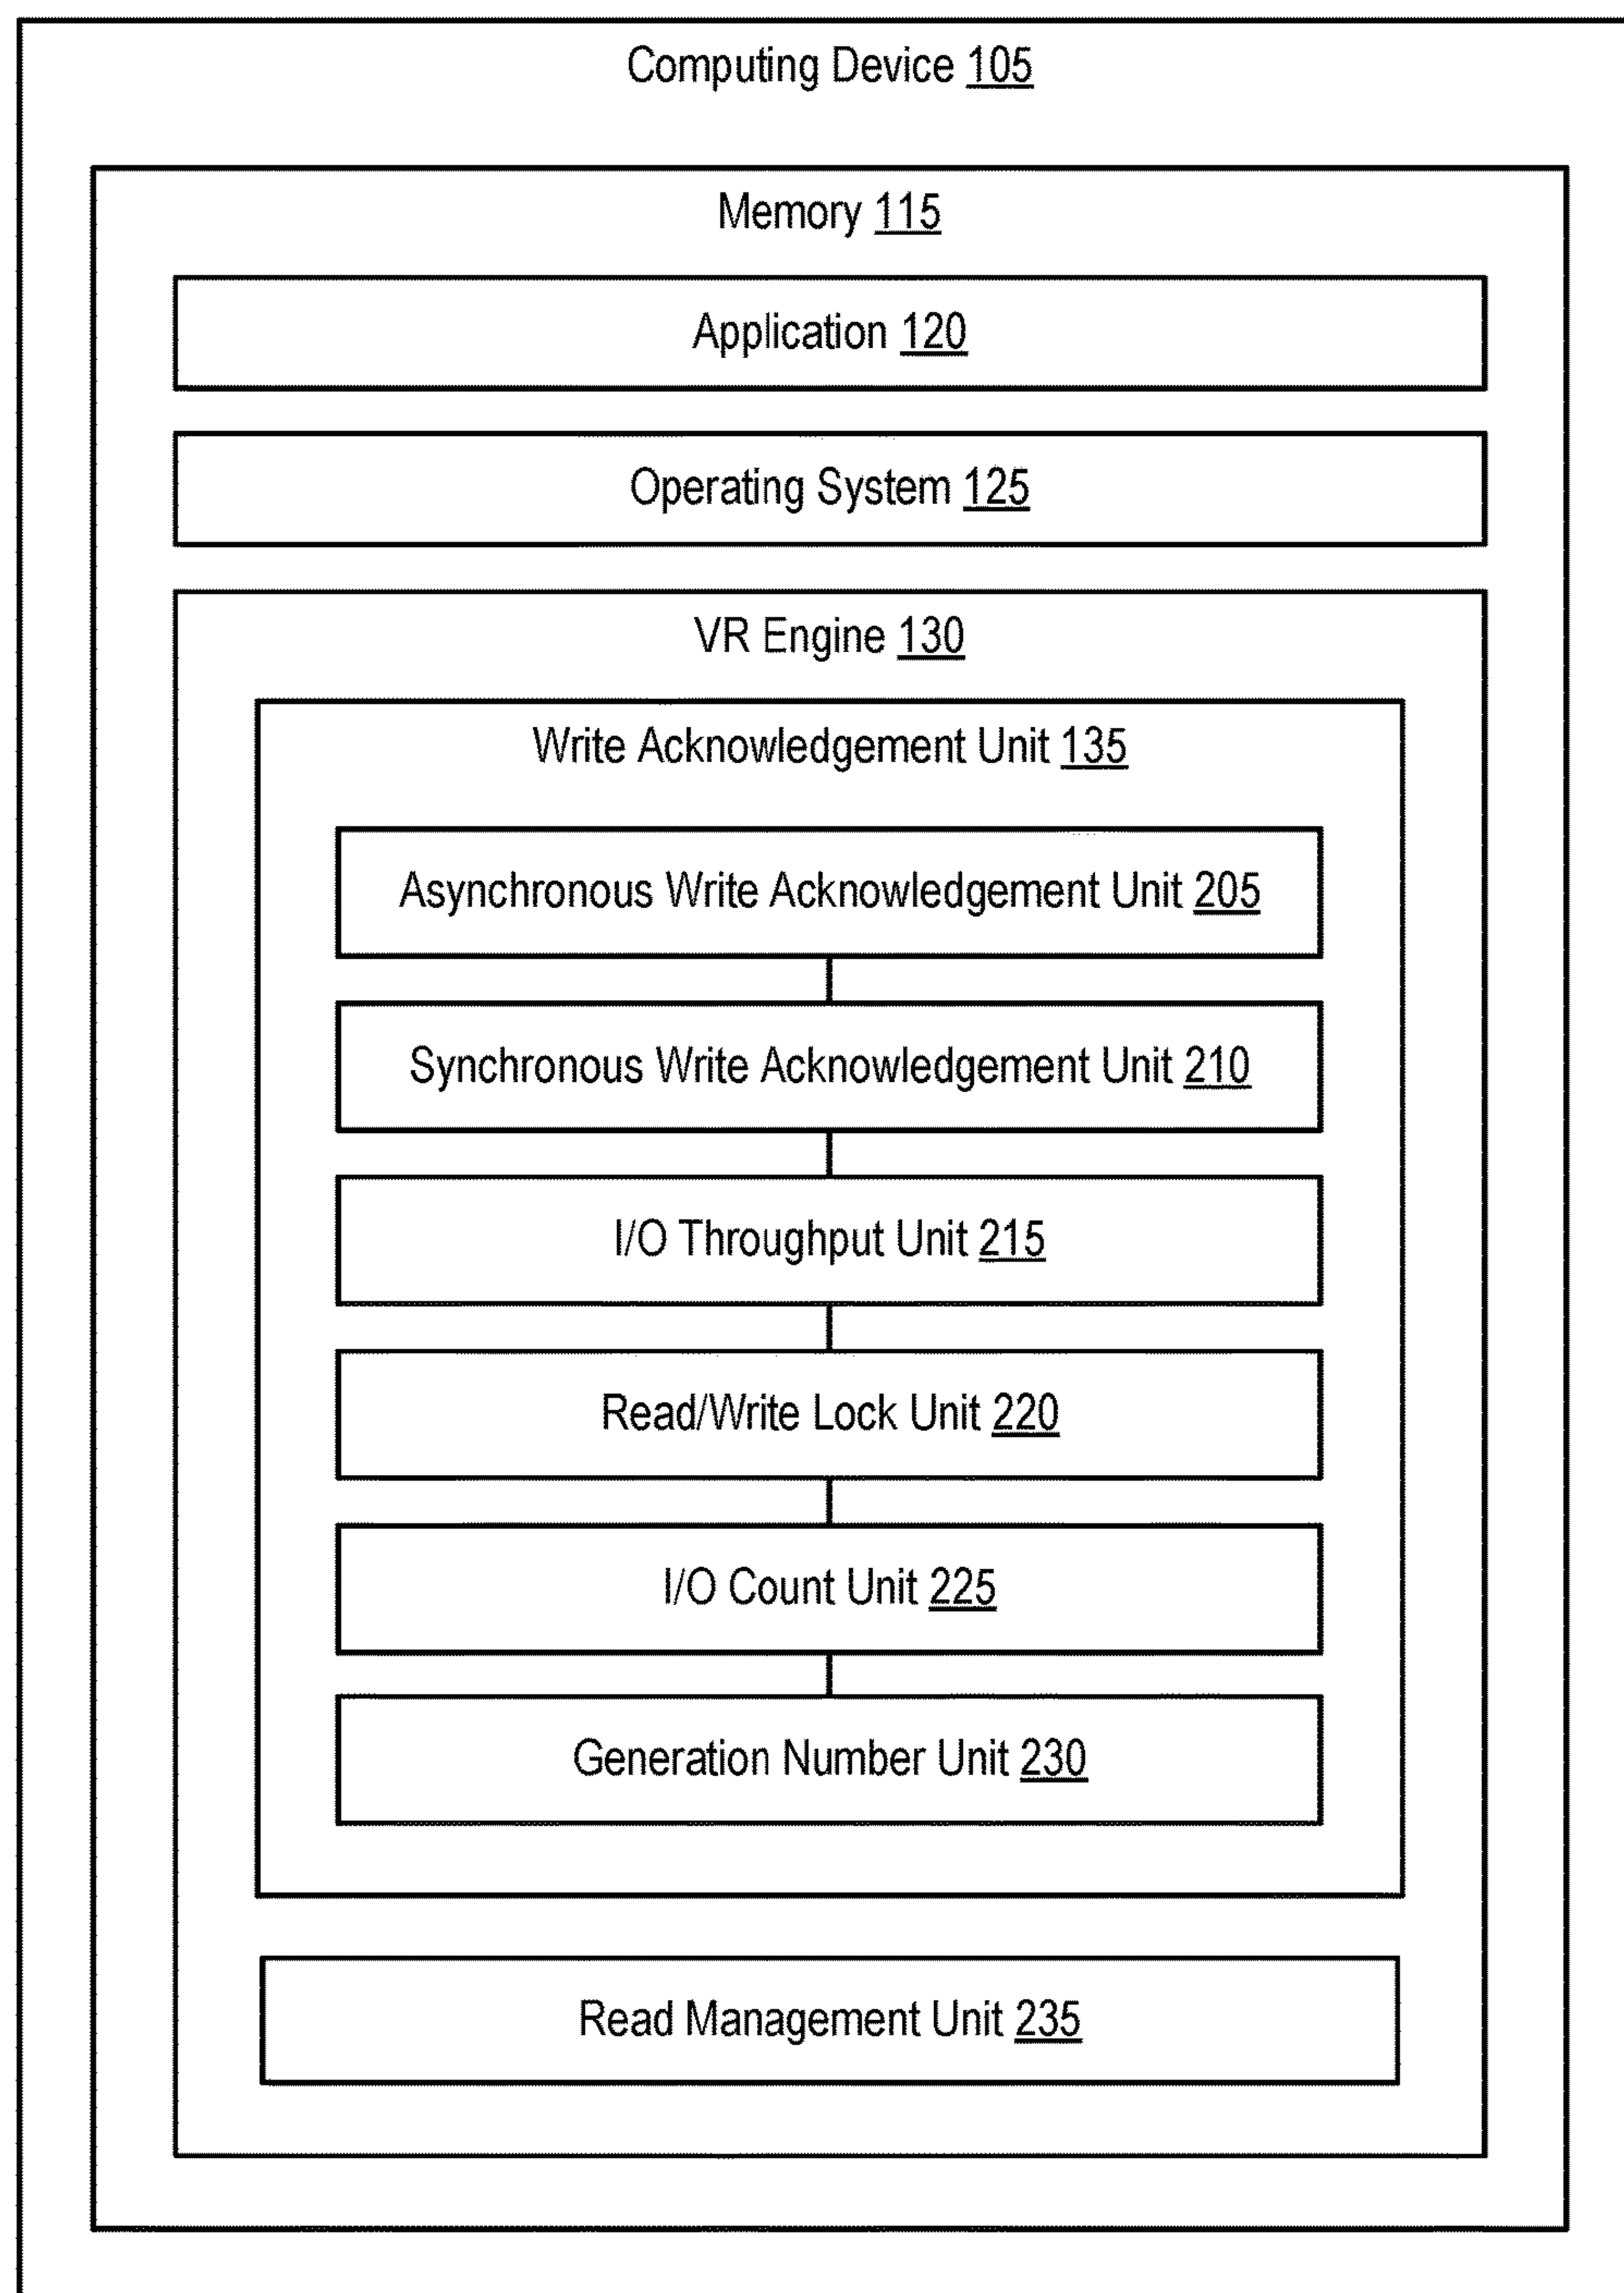 Computing Device 105
Memory 115
Application 120
Operating System 125
VR Engine 130
Write Acknowledgement Unit 135
Asynchronous Write Acknowledgement Unit 205
Synchronous Write Acknowledgement Unit 210
I/O Throughput Unit 215
Read/Write Lock Unit 220
I/O Count Unit 225
Generation Number Unit 230
Read Management Unit 235